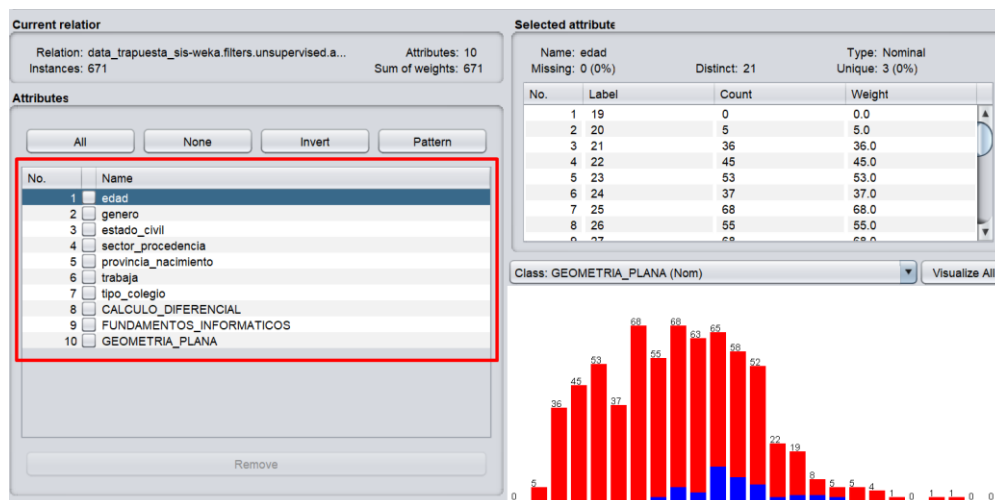 Current relation
Relation: data_trapuesta_sis-weka.filters.unsupervised.a... Attributes: 10
Instances: 671 Sum of weights: 671
Attributes
All None Invert Pattern
No. Name
1 edad
2 genero
3 estado_civil
4 sector_procedencia
5 provincia_nacimiento
6 trabaja
7 tipo_colegio
8 CALCULO_DIFERENCIAL
9 FUNDAMENTOS_INFORMATICOS
10 GEOMETRIA_PLANA
Remove
Selected attribute
Name: edad Type: Nominal
Missing: 0 (0%) Distinct: 21 Unique: 3 (0%)
No. Label Count Weight
1 19 0 0.0
2 20 5 5.0
3 21 36 36.0
4 22 45 45.0
5 23 53 53.0
6 24 37 37.0
7 25 68 68.0
8 26 55 55.0
9 27 68 68.0
Class: GEOMETRIA_PLANA (Nom) Visualize All
0 5 36 45 53 37 68 55 68 63 65 58 52 22 19 8 5 5 4 1 0 1 1 0 0